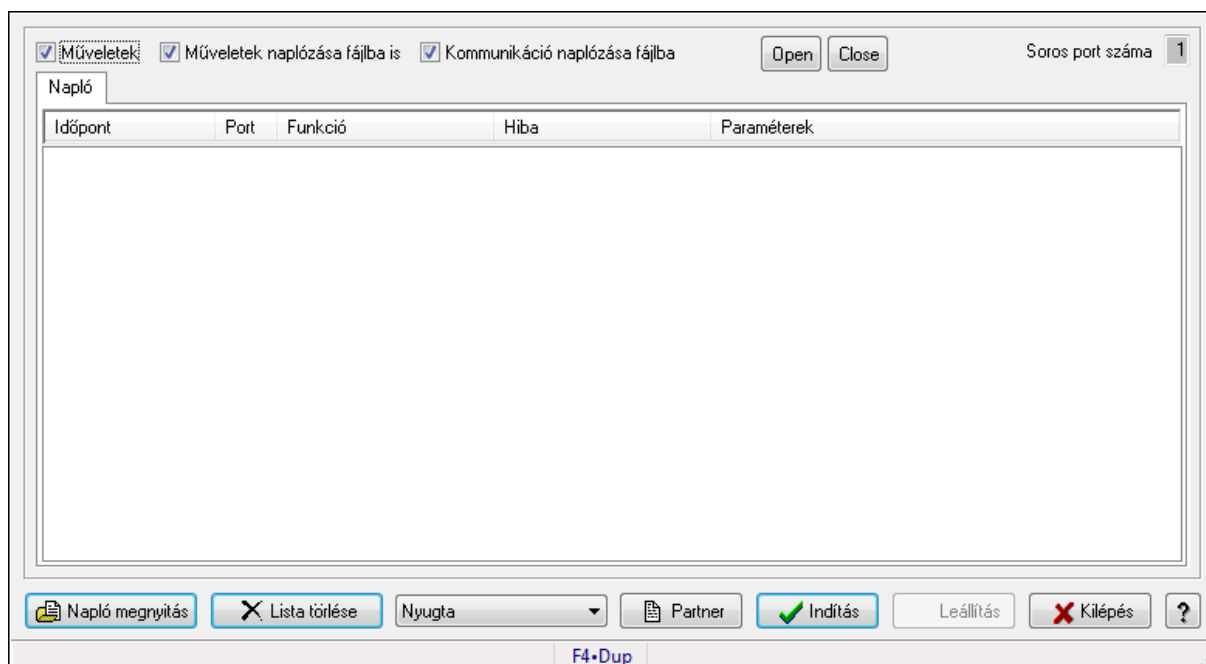 Műveletek Műveletek naplózása fájlba is Kommunikáció naplózása fájlba Open Close Soros port száma 1
Napló
Időpont Port Funkció Hiba Paraméterek
Napló megnyitás Lista törlése Nyugta Partner Indítás Leállítás Kilépés ?
F4•Dup